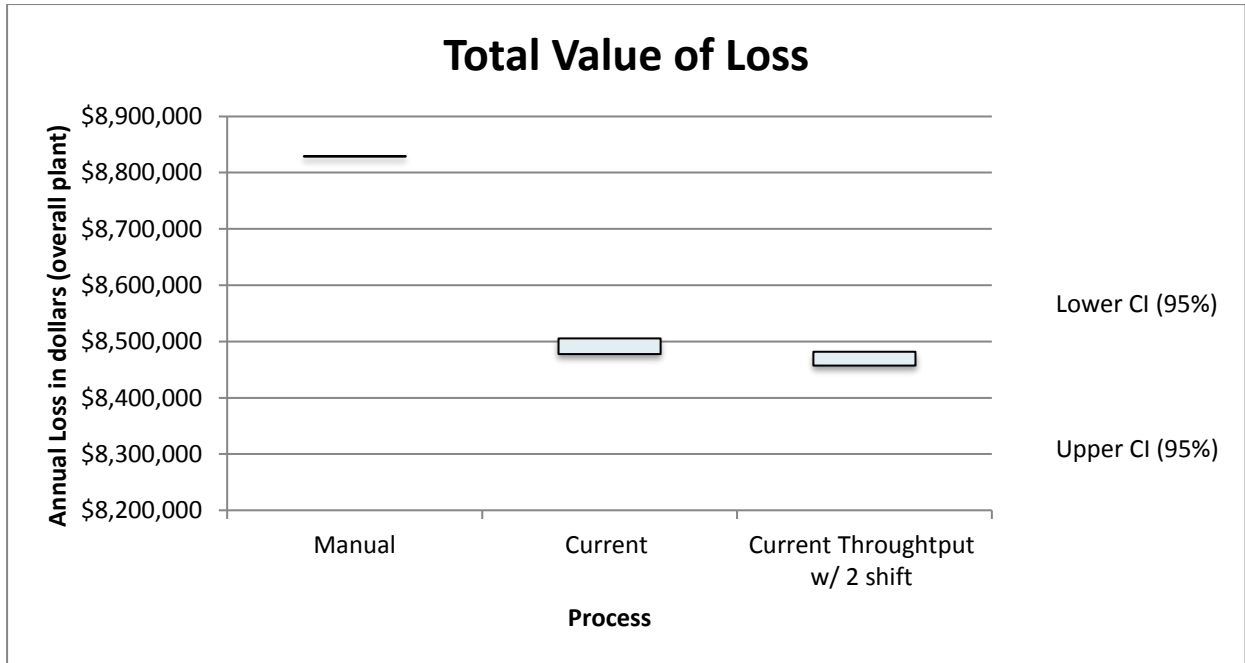 Total Value of Loss
Annual Loss in dollars (overall plant)
$8,900,000
$8,800,000
$8,700,000
$8,600,000
$8,500,000
$8,400,000
$8,300,000
$8,200,000
Manual
Current
Current Throughtput
w/ 2 shift
Process
Lower CI (95%)
Upper CI (95%)